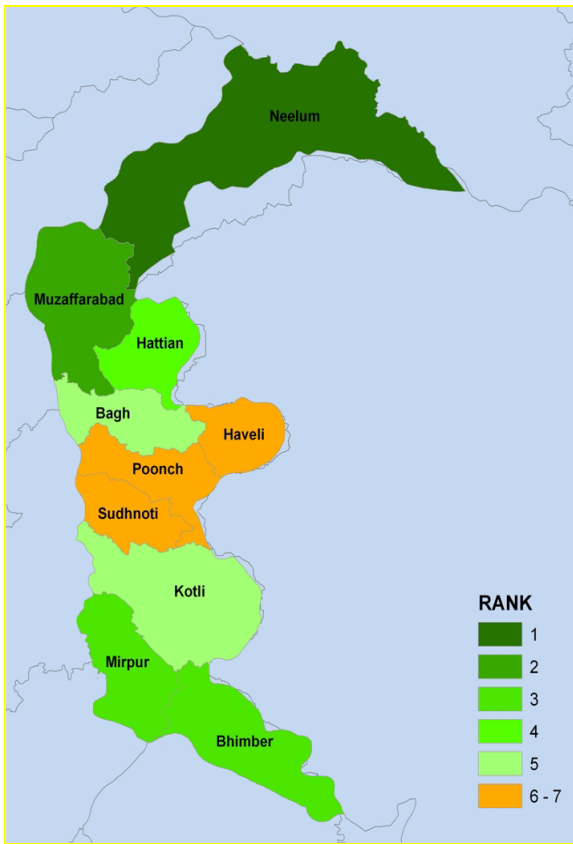 Neelum
Muzaffarabad
Hattian
Bagh
Haveli
Poonch
Sudhnoti
Kotli
Mirpur
Bhimber
RANK
1
2
3
4
5
6 - 7